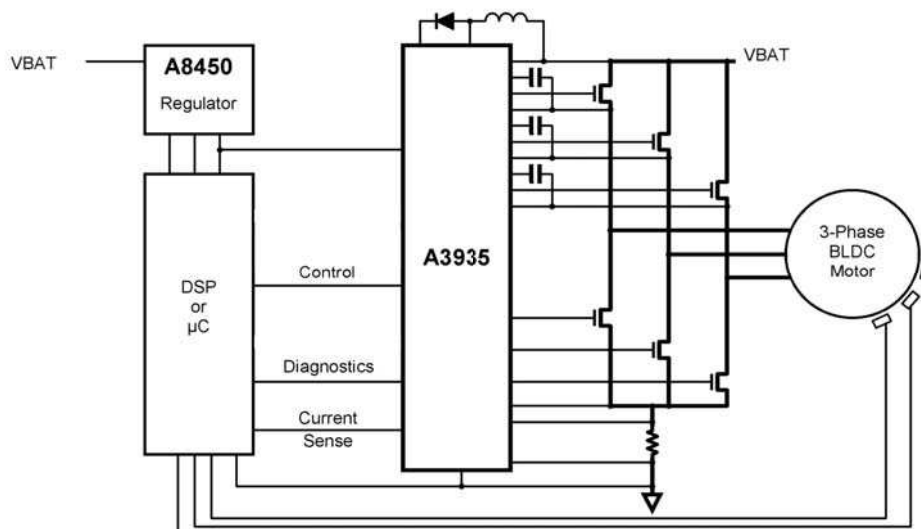 VBAT
A8450
Regulator
VBAT
A3935
3-Phase
BLDC
Motor
DSP
or
µC
Control
Diagnostics
Current
Sense